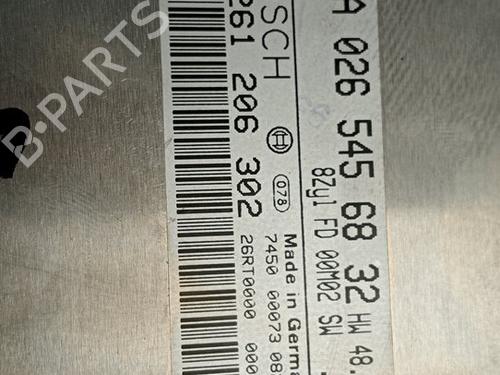 A 026 545 68 32 HW 48.
8Zyl FD 00M02 SW
SCH
261 206 302
078
Made in Germa
7450 00073 08
26RT0000 000
B-PARTS